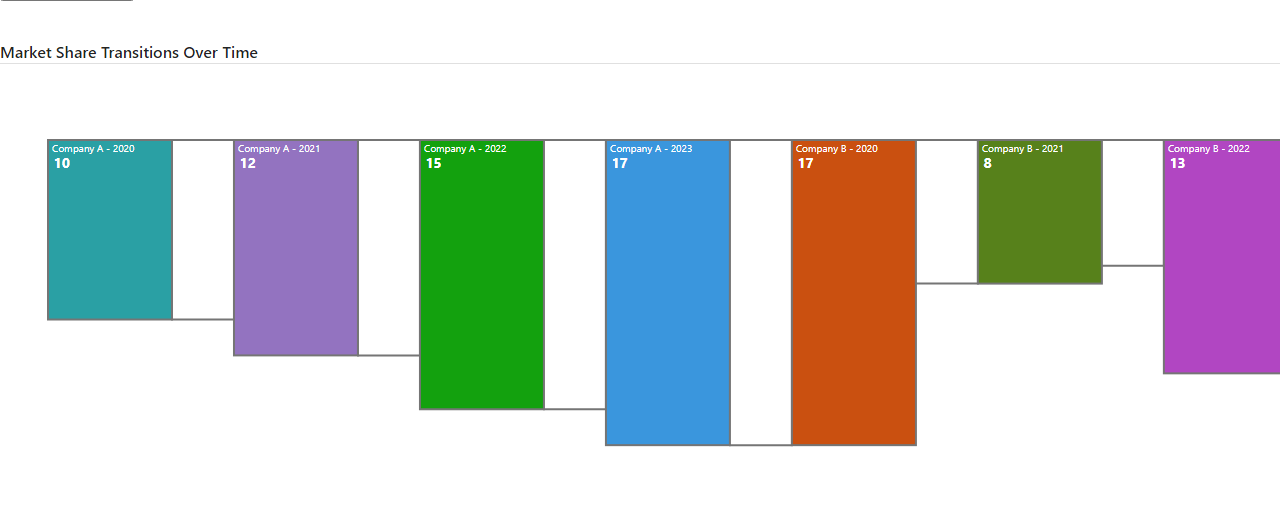 Market Share Transitions Over Time
Company A - 2020
10
Company A - 2021
12
Company A - 2022
15
Company A - 2023
17
Company B - 2020
17
Company B - 2021
8
Company B - 2022
13